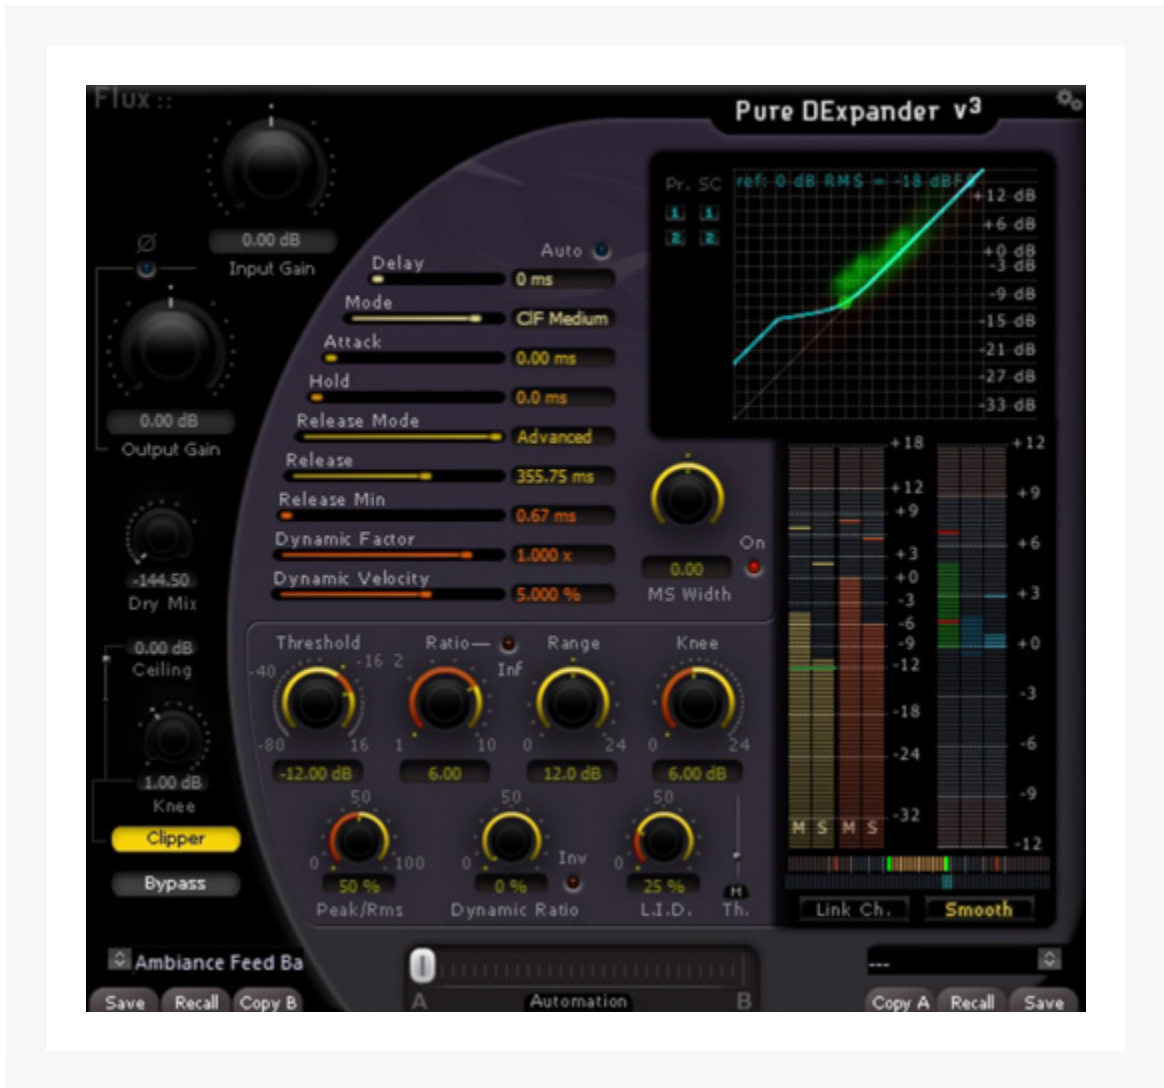 Flux ::
Pure DExpander v3
0.00 dB
Input Gain
Ø
0.00 dB
Output Gain
-144.50
Dry Mix
0.00 dB
Ceiling
1.00 dB
Knee
Clipper
Bypass
Auto
Delay
0 ms
Mode
ClF Medium
Attack
0.00 ms
Hold
0.0 ms
Release Mode
Advanced
Release
355.75 ms
Release Min
0.67 ms
Dynamic Factor
1.000 x
Dynamic Velocity
5.000 %
Pr. SC
1 1
2 2
ref: 0 dB RMS = -18 dBFS
+12 dB
+6 dB
+0 dB
-3 dB
-9 dB
-15 dB
-21 dB
-27 dB
-33 dB
On
0.00
MS Width
Threshold
-40
-16
-80
16
-12.00 dB
Ratio
Inf
2
1
10
6.00
Range
0
24
12.0 dB
Knee
0
24
6.00 dB
50
0
100
50 %
Peak/Rms
50
0
Inv
0 %
Dynamic Ratio
50
0
25 %
L.I.D.
M
Th.
+18
+12
+9
+3
+0
-3
-6
-9
-12
-18
-24
-32
M S M S
+12
+9
+6
+3
+0
-3
-6
-9
-12
Link Ch.
Smooth
Ambiance Feed Ba
Save
Recall
Copy B
A
Automation
B
---
Copy A
Recall
Save